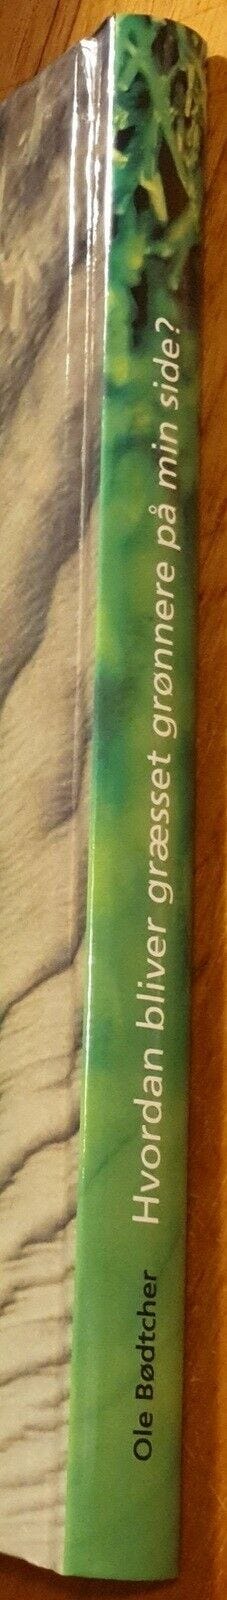 Ole Bødtcher Hvordan bliver græsset grønnere på min side?